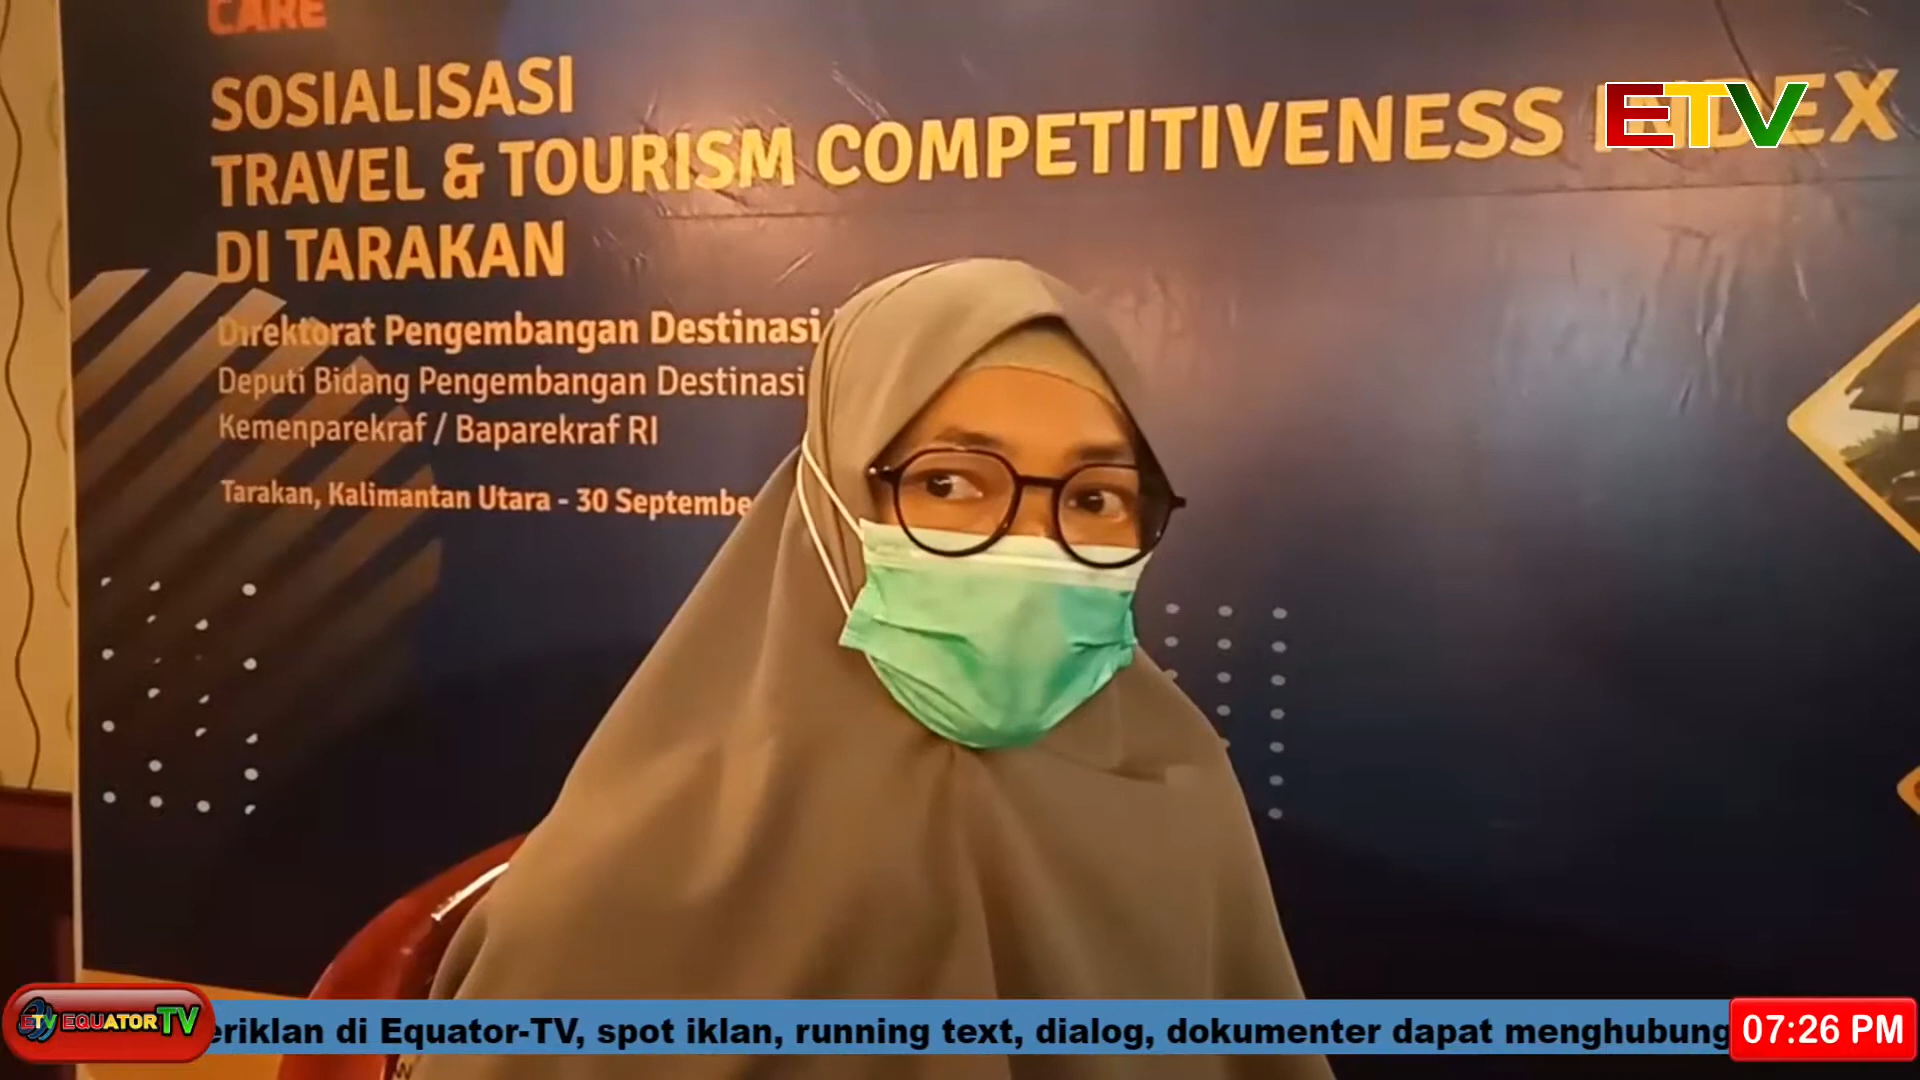 CARE
SOSIALISASI
TRAVEL & TOURISM COMPETITIVENESS INDEX
DI TARAKAN
Direktorat Pengembangan Destinasi
Deputi Bidang Pengembangan Destinasi
Kemenparekraf / Baparekraf RI
Tarakan, Kalimantan Utara - 30 Septembe
ETV
ETV EQUATOR TV
eriklan di Equator-TV, spot iklan, running text, dialog, dokumenter dapat menghubung
07:26 PM